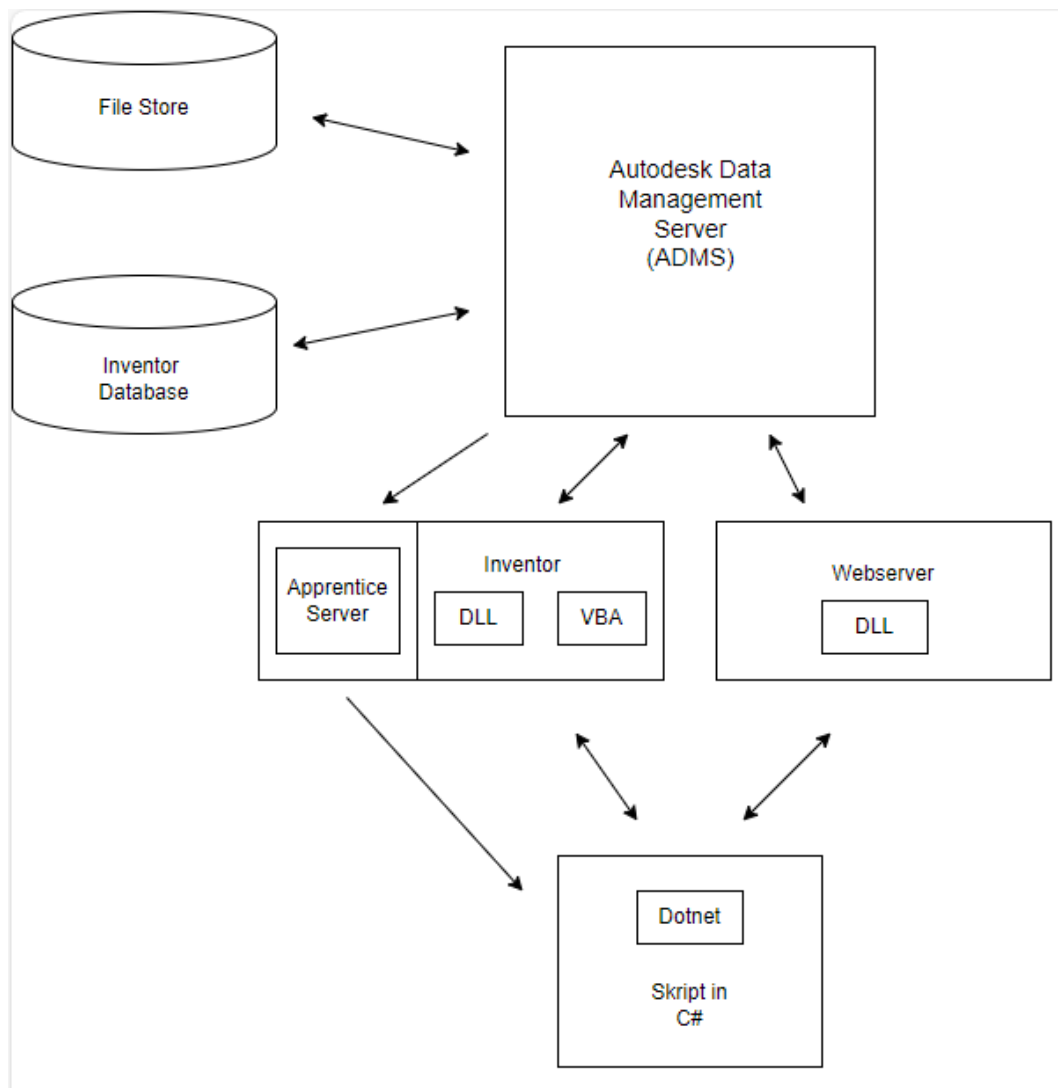 File Store
Autodesk Data
Management
Server
(ADMS)
Inventor
Database
Apprentice
Server
Inventor
DLL
VBA
Webserver
DLL
Dotnet
Skript in
C#